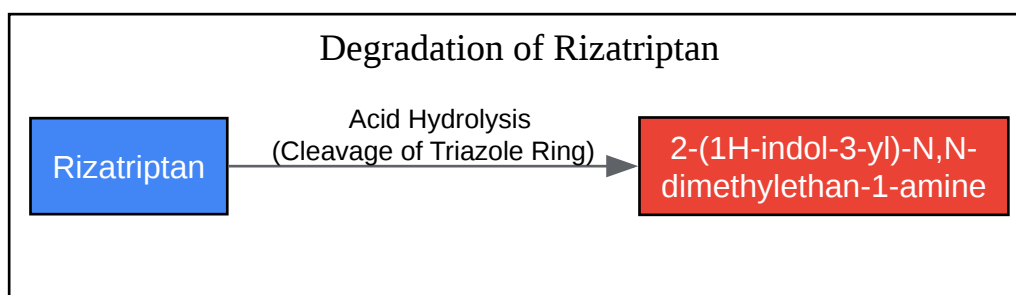 Degradation of Rizatriptan
Acid Hydrolysis
(Cleavage of Triazole Ring)
Rizatriptan
2-(1H-indol-3-yl)-N,N-
dimethylethan-1-amine